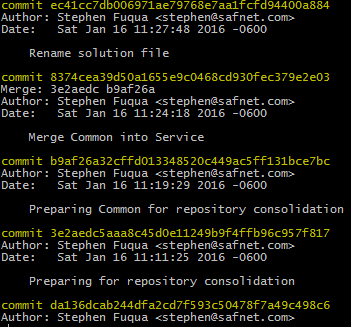 commit ec41cc7db006971ae79768e7aa1fcfd94400a884
Author: Stephen Fuqua <stephen@safnet.com>
Date:   Sat Jan 16 11:27:48 2016 -0600
Rename solution file
commit 8374cea39d50a1655e9c0468cd930fec379e2e03
Merge: 3e2aedc b9af26a
Author: Stephen Fuqua <stephen@safnet.com>
Date:   Sat Jan 16 11:24:18 2016 -0600
Merge Common into Service
commit b9af26a32cffd013348520c449ac5ff131bce7bc
Author: Stephen Fuqua <stephen@safnet.com>
Date:   Sat Jan 16 11:19:29 2016 -0600
Preparing Common for repository consolidation
commit 3e2aedc5aaa8c45d0e11249b9f4ffb96c957f817
Author: Stephen Fuqua <stephen@safnet.com>
Date:   Sat Jan 16 11:11:25 2016 -0600
Preparing for repository consolidation
commit da136dcab244dfa2cd7f593c50478f7a49c498c6
Author: Stephen Fuqua <stephen@safnet.com>